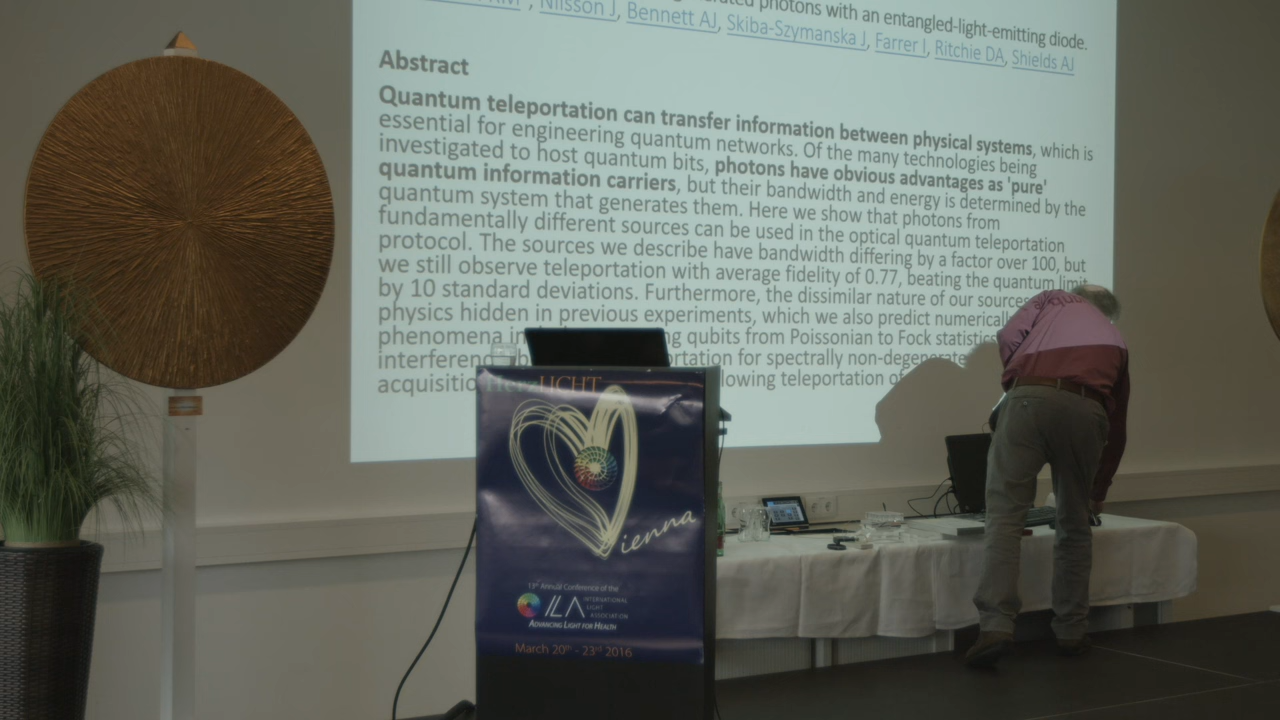 photons with an entangled-light-emitting diode.
Nilsson J, Bennett AJ, Skiba-Szymanska J, Farrer I, Ritchie DA, Shields AJ
Abstract
Quantum teleportation can transfer information between physical systems, which is
essential for engineering quantum networks. Of the many technologies being
investigated to host quantum bits, photons have obvious advantages as 'pure'
quantum information carriers, but their bandwidth and energy is determined by the
quantum system that generates them. Here we show that photons from
fundamentally different sources can be used in the optical quantum teleportation
protocol. The sources we describe have bandwidth differing by a factor over 100, but
we still observe teleportation with average fidelity of 0.77, beating the quantum limit
by 10 standard deviations. Furthermore, the dissimilar nature of our sources
physics hidden in previous experiments, which we also predict numerically
phenomena in qubits from Poissonian to Fock statistics
for spectrally non-degenerate
teleportation of
LICHT
Vienna
11th Annual Conference of the
ILA INTERNATIONAL
LIGHT
ASSOCIATION
ADVANCING LIGHT FOR HEALTH
March 20th - 23rd 2016